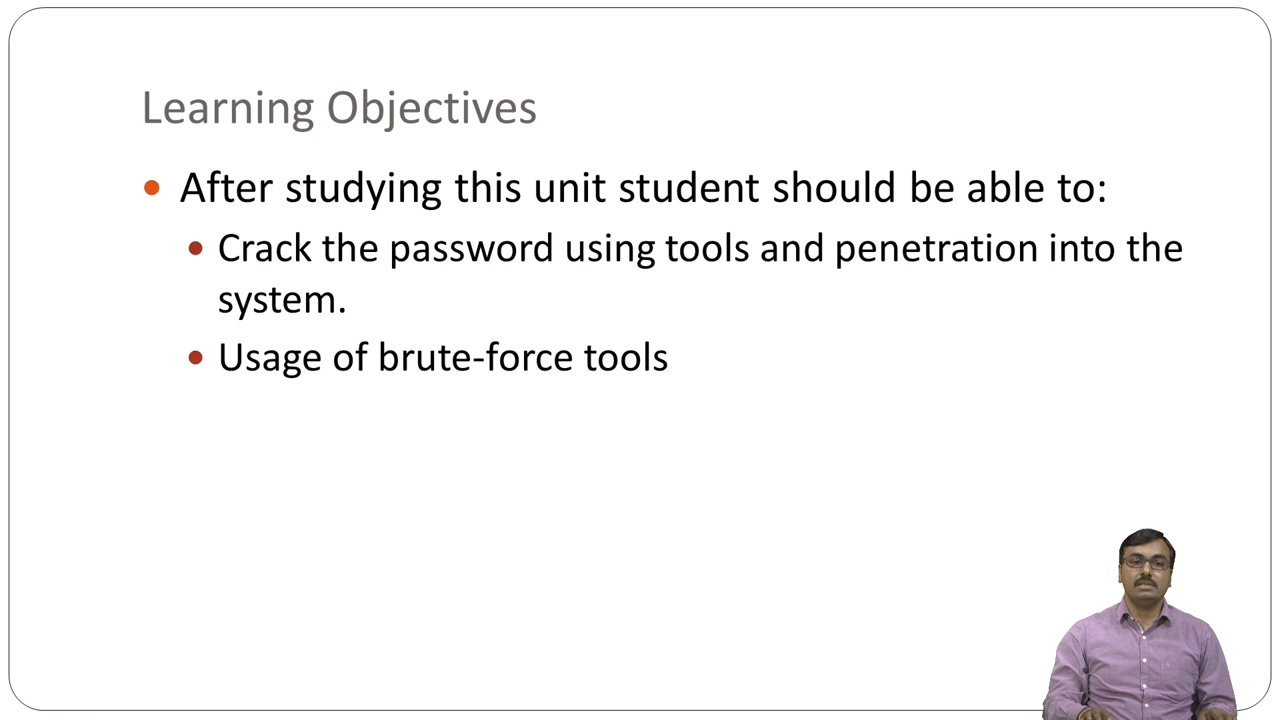 Learning Objectives
After studying this unit student should be able to:
Crack the password using tools and penetration into the
system.
Usage of brute-force tools